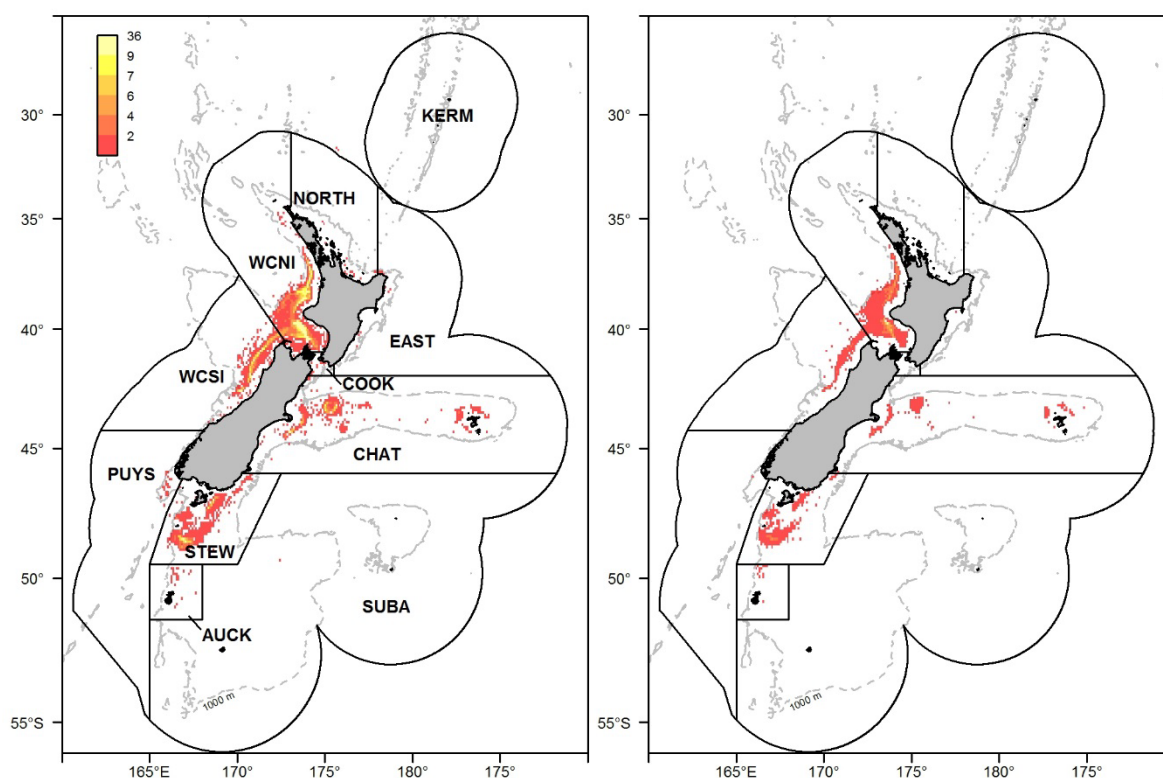 36
9
7
6
4
2
30°
35°
40°
45°
50°
55°S
KERM
NORTH
WCNI
EAST
WCSI
COOK
CHAT
PUYS
STEW
SUBA
AUCK
1000 m
165°E
170°
175°
180°
175°
30°
35°
40°
45°
50°
55°
1000 m
165°E
170°
175°
180°
175°